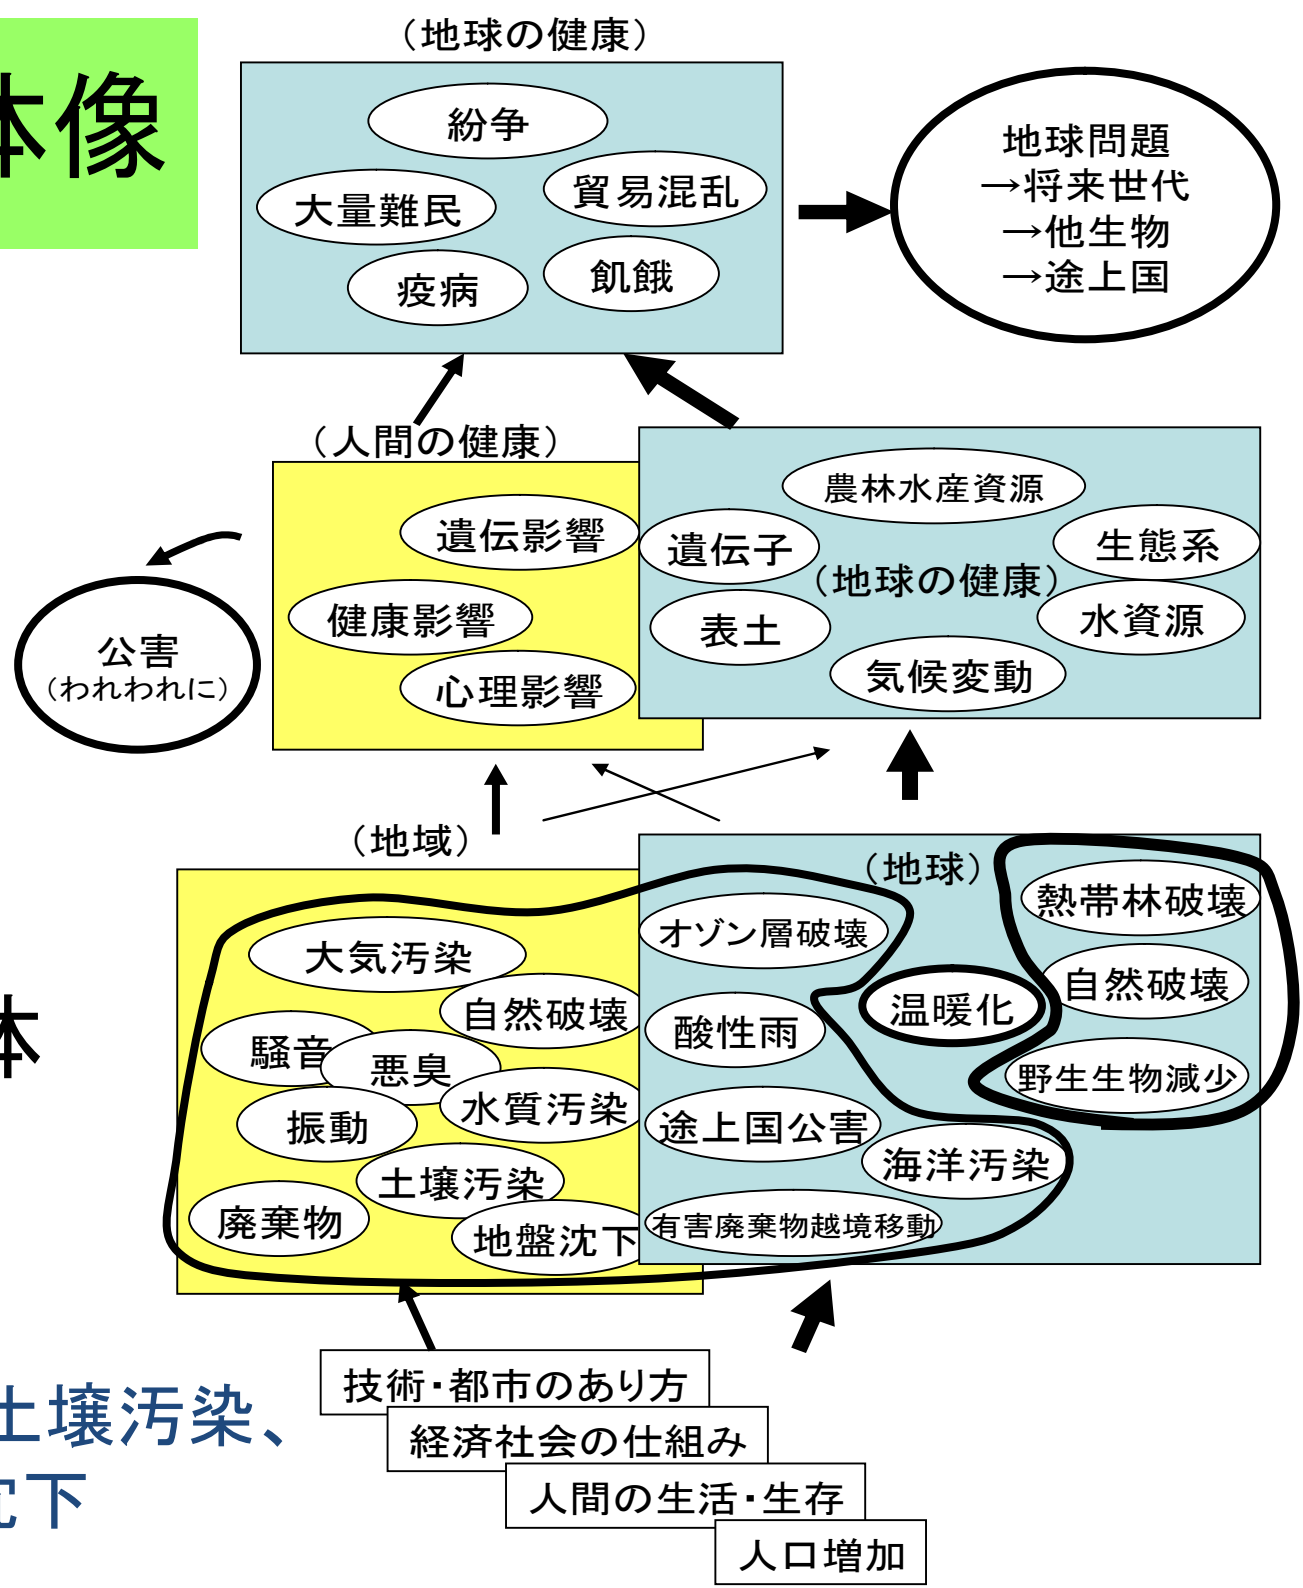 体像
（地球の健康）
紛争
大量難民
貿易混乱
疫病
飢餓
地球問題
→将来世代
→他生物
→途上国
（人間の健康）
遺伝影響
健康影響
心理影響
公害
（われわれに）
農林水産資源
遺伝子
生態系
（地球の健康）
表土
水資源
気候変動
（地域）
大気汚染
自然破壊
騒音
悪臭
振動
水質汚染
土壌汚染
廃棄物
地盤沈下
（地球）
オゾン層破壊
熱帯林破壊
温暖化
自然破壊
酸性雨
野生生物減少
途上国公害
海洋汚染
有害廃棄物越境移動
体
技術・都市のあり方
経済社会の仕組み
人間の生活・生存
人口増加
土壌汚染、
沈下